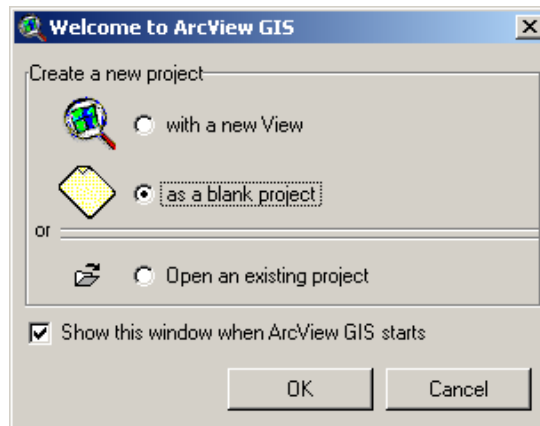 Welcome to ArcView GIS
Create a new project
with a new View
as a blank project
or
Open an existing project
Show this window when ArcView GIS starts
OK
Cancel